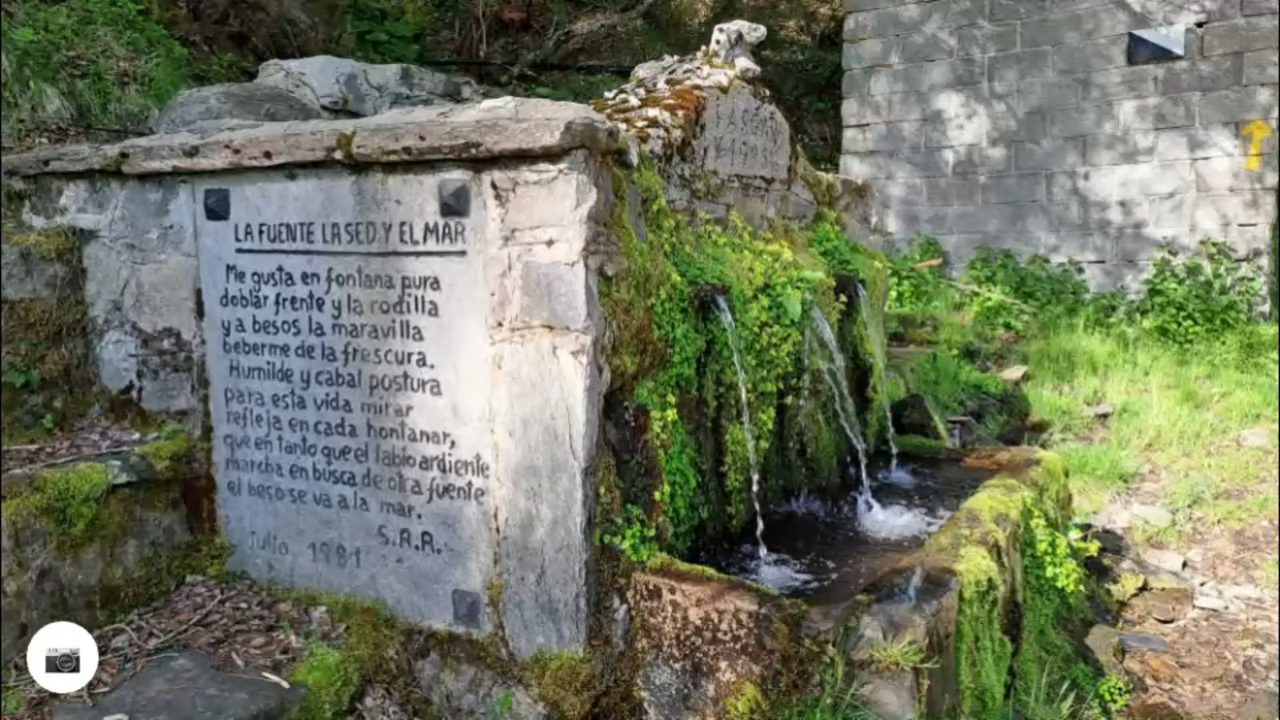 LA FUENTE LA SED Y EL MAR
Me gusta en fontana pura
doblar frente y la rodilla
y a besos la maravilla
beberme de la frescura.
Humilde y cabal postura
para esta vida mirar
refleja en cada hontanar,
que en tanto que el labio ardiente
marcha en busca de otra fuente
el beso se va a la mar.
S.A.R.
Julio 1981